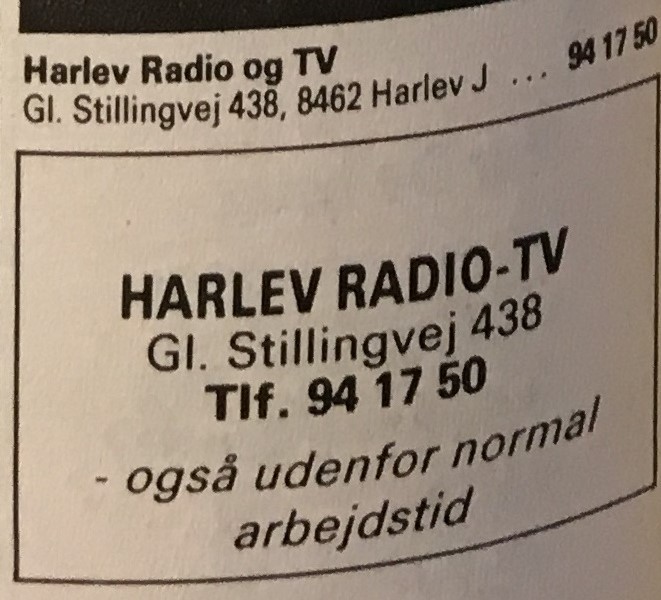 Harlev Radio og TV
Gl. Stillingvej 438, 8462 Harlev J ... 94 17 50
HARLEV RADIO-TV
Gl. Stillingvej 438
Tlf. 94 17 50
- også udenfor normal
arbejdstid